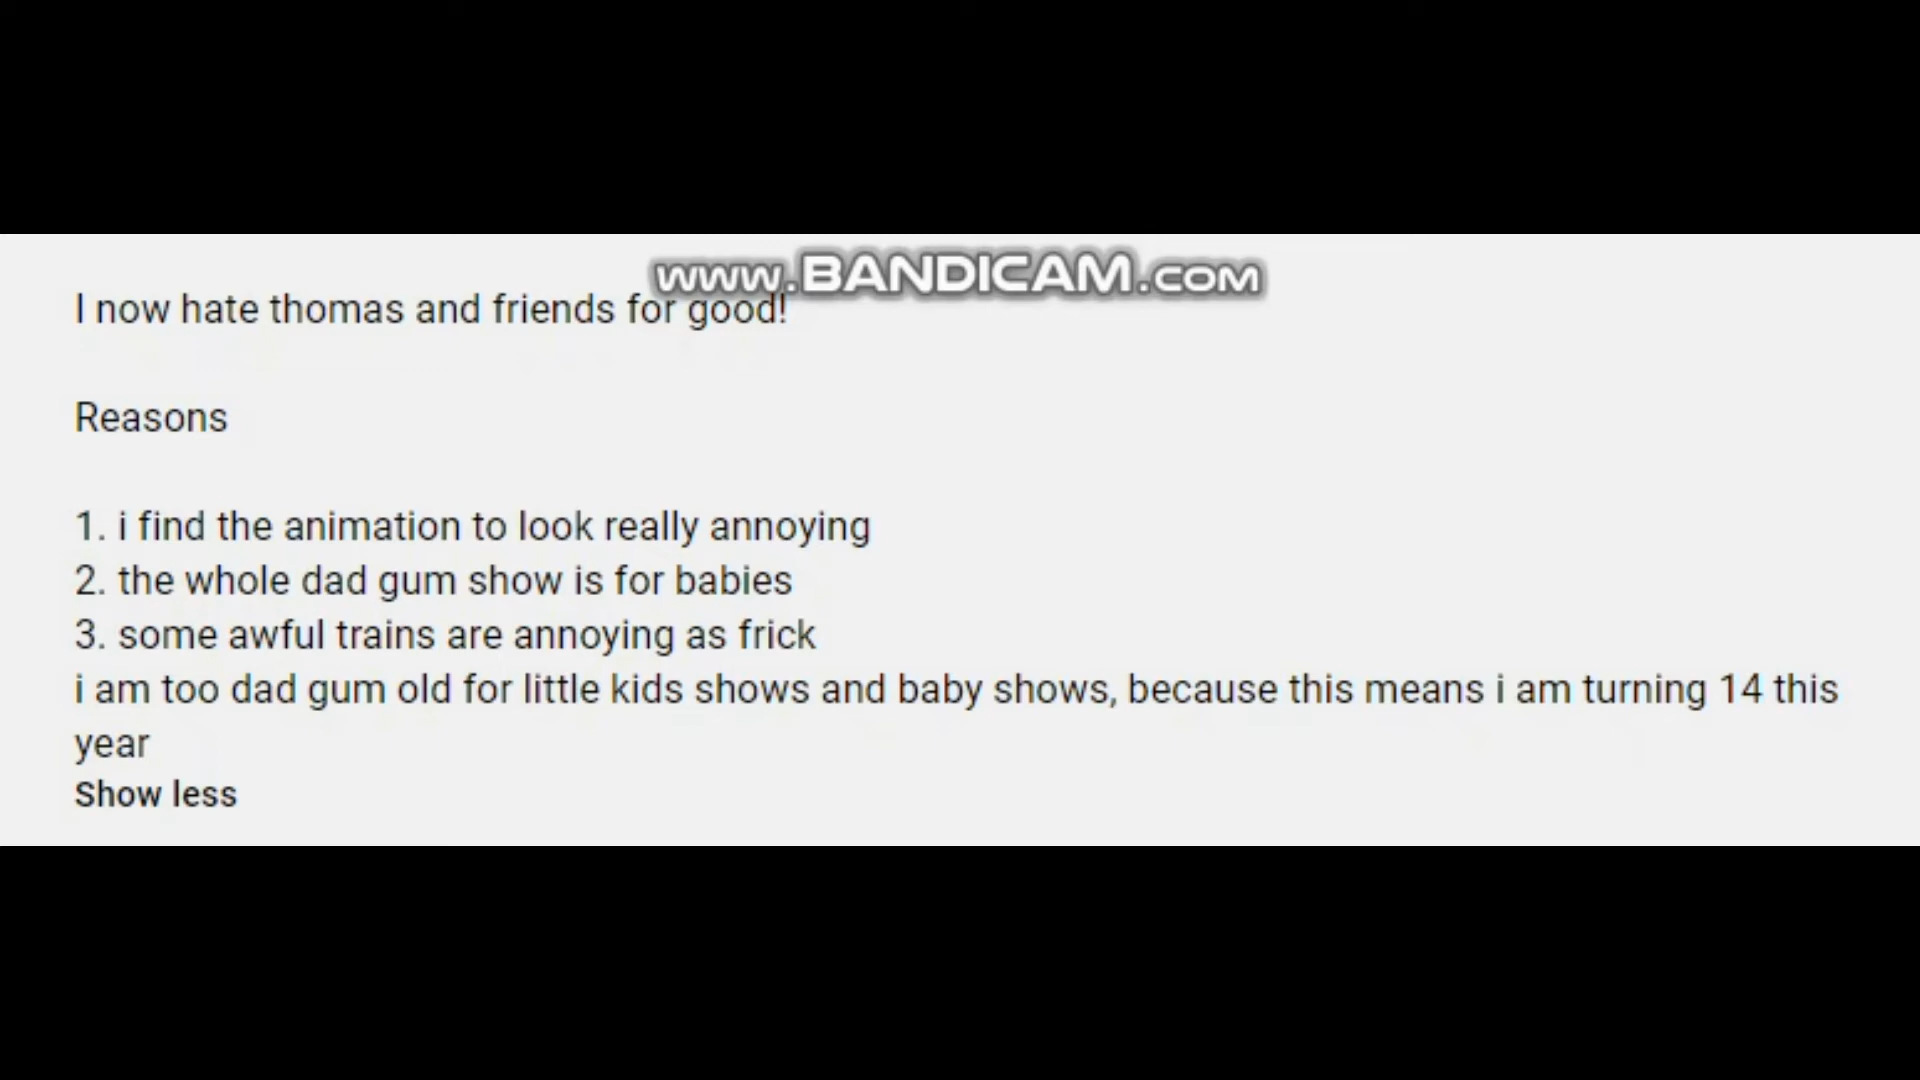 www.BANDICAM.com
I now hate thomas and friends for good!
Reasons
1. i find the animation to look really annoying
2. the whole dad gum show is for babies
3. some awful trains are annoying as frick
i am too dad gum old for little kids shows and baby shows, because this means i am turning 14 this
year
Show less